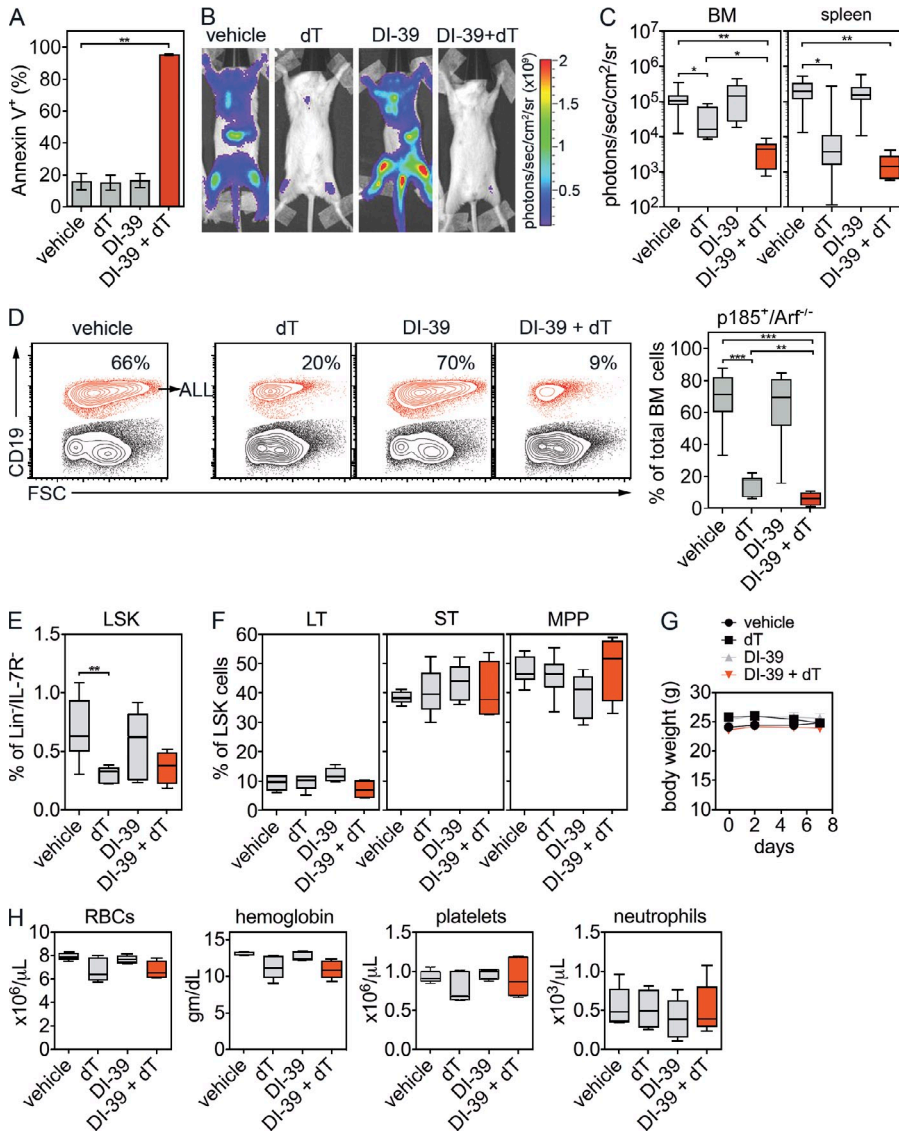 A
Annexin V⁺ (%)
100
80
60
40
20
0
**
vehicle
dT
DI-39
DI-39 + dT
B
vehicle
dT
DI-39
DI-39+dT
photons/sec/cm²/sr (x10⁹)
2
1.5
1
0.5
C
BM
spleen
photons/sec/cm²/sr
10⁷
10⁶
10⁵
10⁴
10³
10²
**
*
*
**
*
vehicle
dT
DI-39
DI-39 + dT
vehicle
dT
DI-39
DI-39 + dT
D
vehicle
dT
DI-39
DI-39 + dT
66%
20%
70%
9%
ALL
CD19
FSC
p185⁺/Arf⁻/⁻
% of total BM cells
100
80
60
40
20
0
***
***
**
vehicle
dT
DI-39
DI-39 + dT
E
LSK
% of Lin⁻/IL-7R⁻
1.5
1.0
0.5
0.0
**
vehicle
dT
DI-39
DI-39 + dT
F
LT
ST
MPP
% of LSK cells
60
50
40
30
20
10
0
vehicle
dT
DI-39
DI-39 + dT
vehicle
dT
DI-39
DI-39 + dT
vehicle
dT
DI-39
DI-39 + dT
G
vehicle
dT
DI-39
DI-39 + dT
body weight (g)
30
25
20
15
10
0 2 4 6 8
days
H
RBCs
x10⁶/µL
10
8
6
4
2
0
vehicle
dT
DI-39
DI-39 + dT
hemoglobin
gm/dL
15
10
5
0
vehicle
dT
DI-39
DI-39 + dT
platelets
x10⁶/µL
1.5
1.0
0.5
0.0
vehicle
dT
DI-39
DI-39 + dT
neutrophils
x10³/µL
1.5
1.0
0.5
0.0
vehicle
dT
DI-39
DI-39 + dT